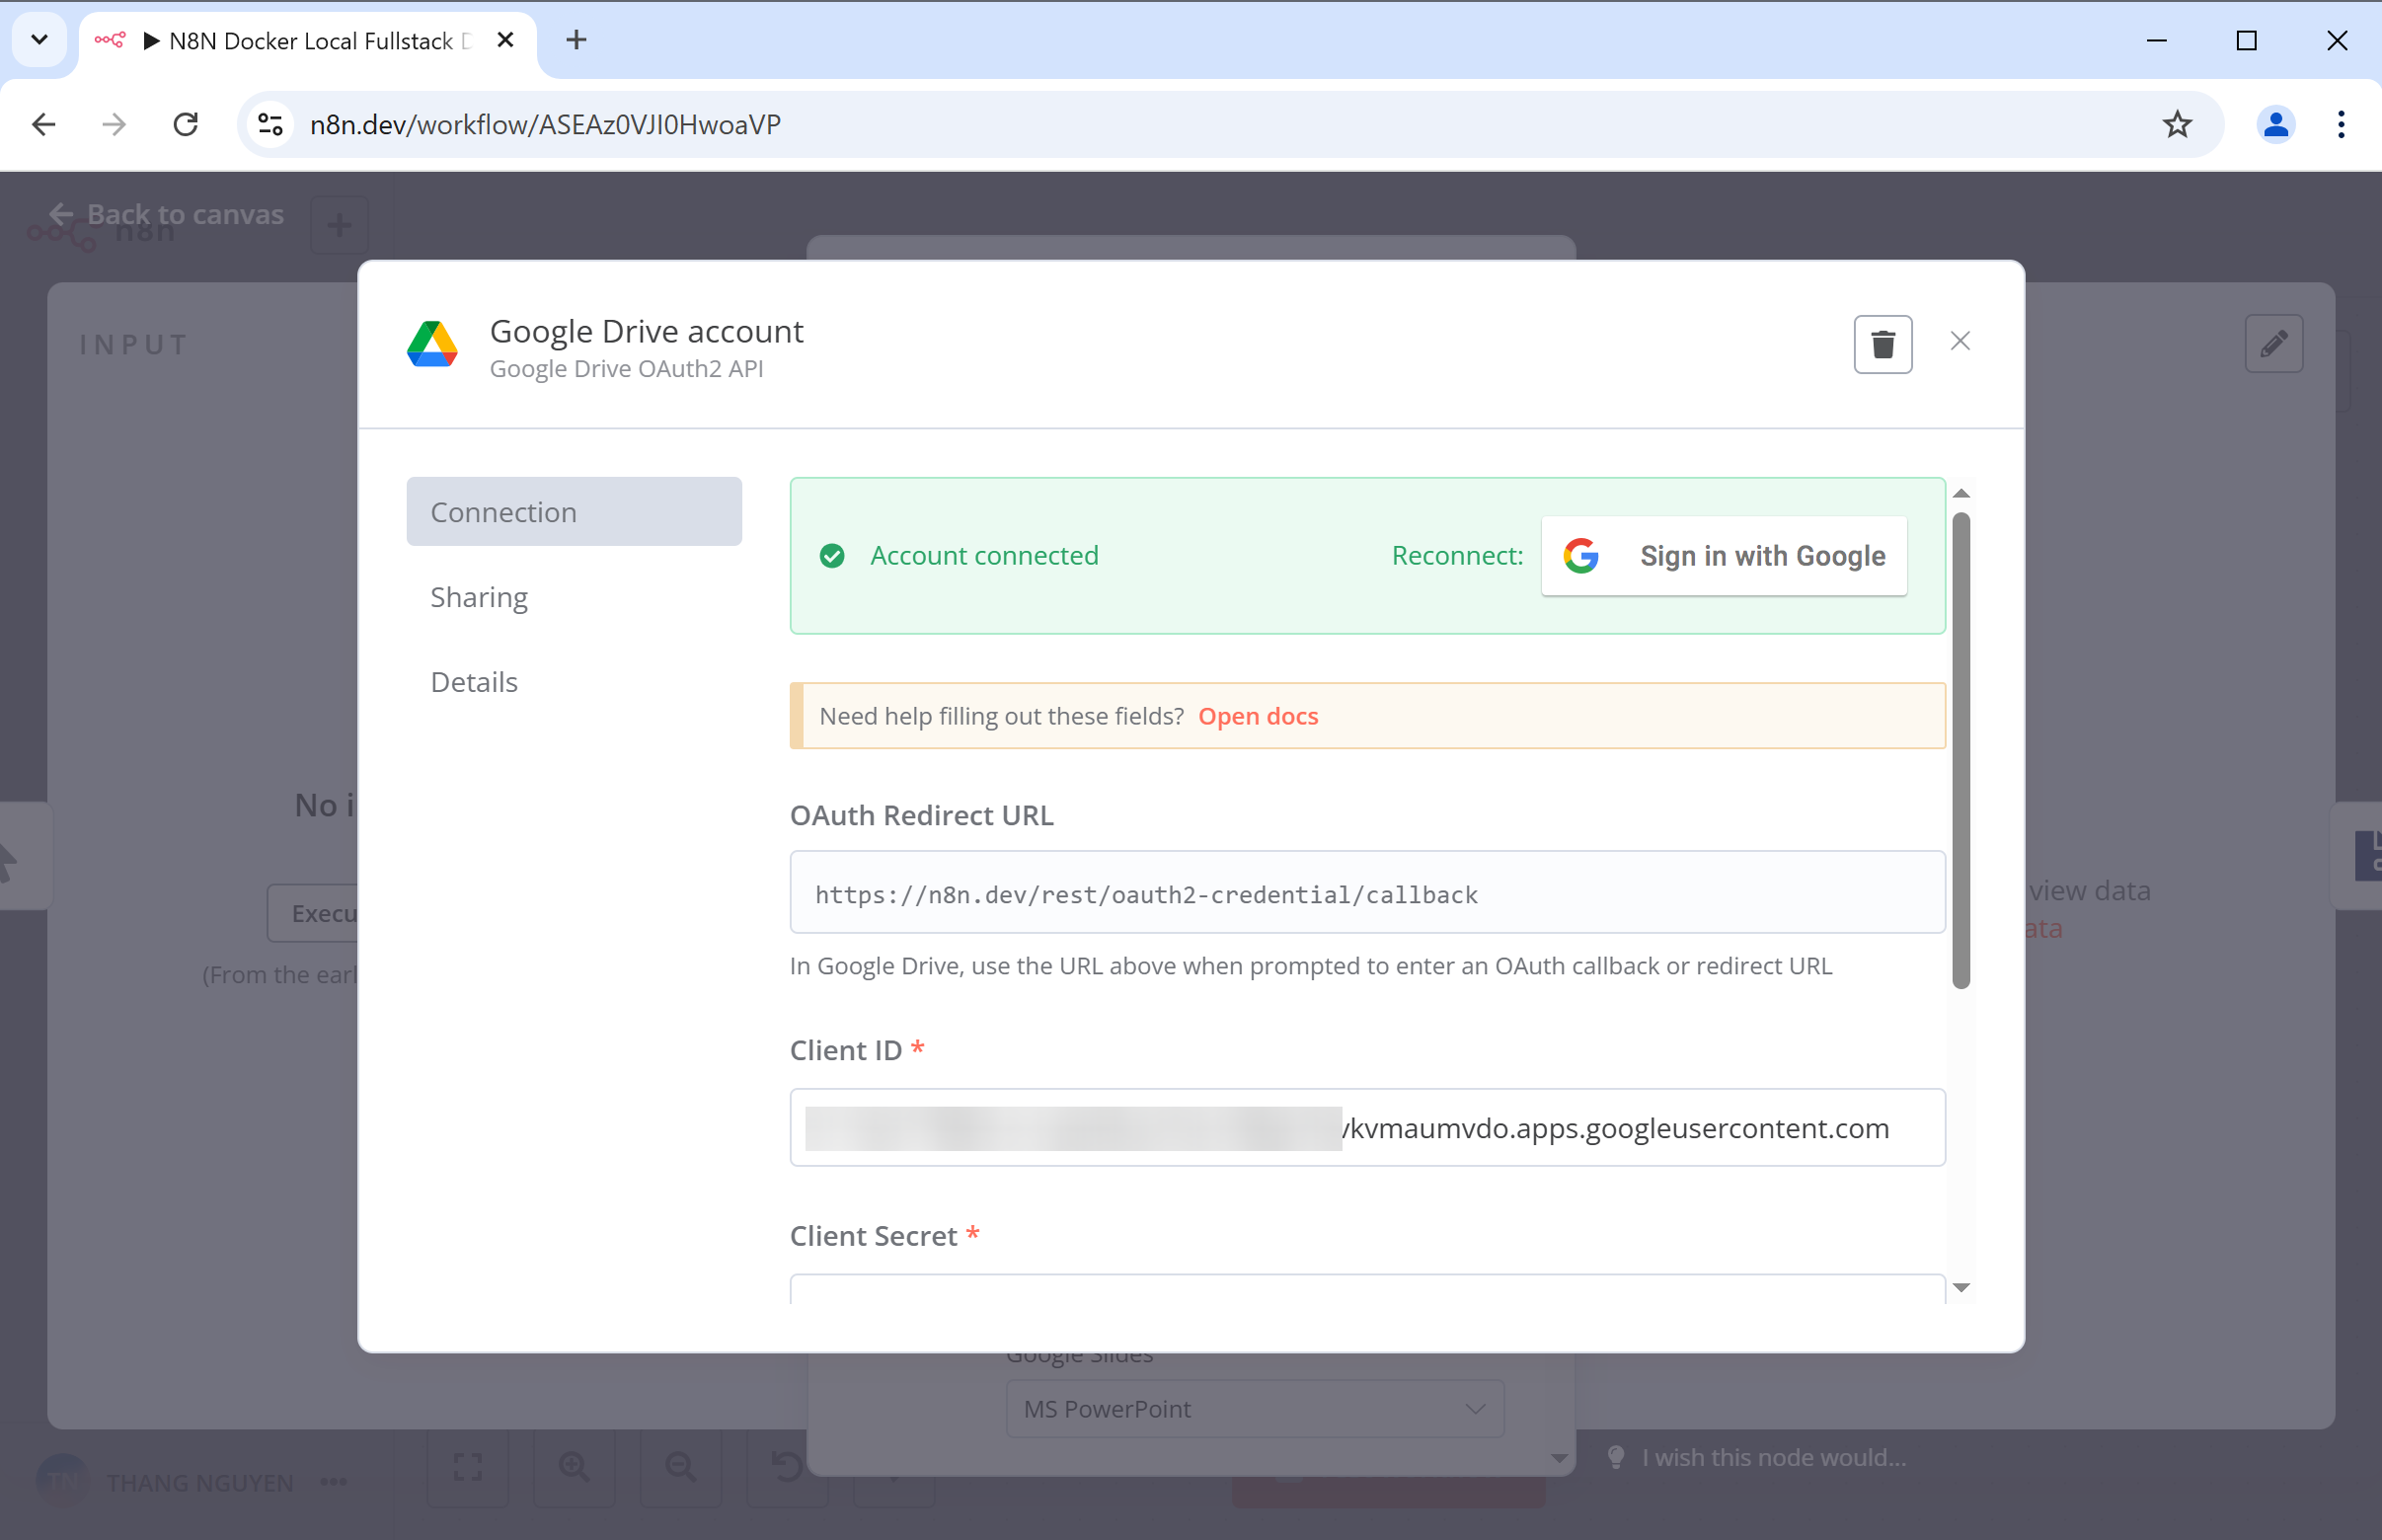 N8N Docker Local Fullstack
n8n.dev/workflow/ASEAz0VJI0HwoaVP
Back to canvas
n8n
INPUT
Google Drive account
Google Drive OAuth2 API
Connection
Sharing
Details
Account connected
Reconnect:
Sign in with Google
Need help filling out these fields? Open docs
OAuth Redirect URL
https://n8n.dev/rest/oauth2-credential/callback
In Google Drive, use the URL above when prompted to enter an OAuth callback or redirect URL
Client ID *
vkvmaumvdo.apps.googleusercontent.com
Client Secret *
No i
Execu
(From the earl
view data
ata
Google Slides
MS PowerPoint
I wish this node would...
TN
THANG NGUYEN